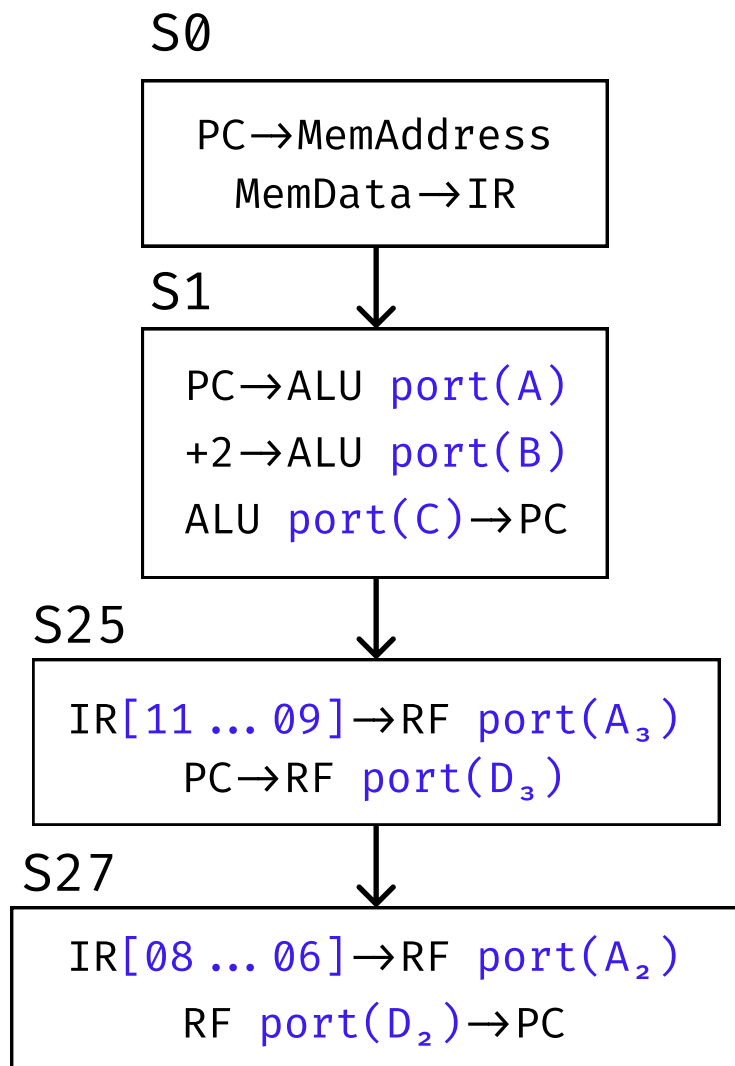 S0
PC→MemAddress
MemData→IR
S1
PC→ALU port(A)
+2→ALU port(B)
ALU port(C)→PC
S25
IR[11 ... 09]→RF port(A₃)
PC→RF port(D₃)
S27
IR[08 ... 06]→RF port(A₂)
RF port(D₂)→PC